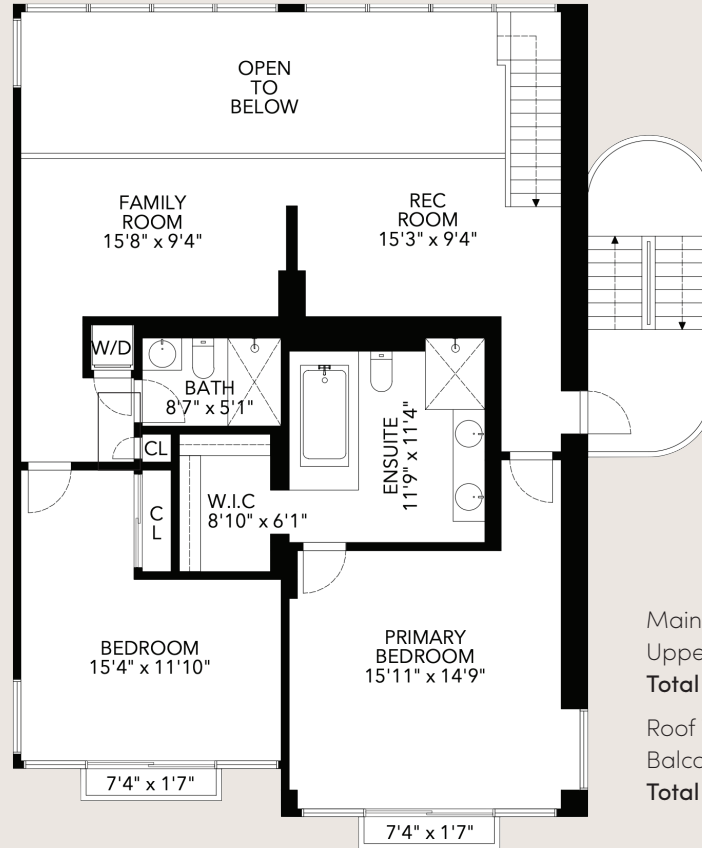 OPEN
TO
BELOW
FAMILY
ROOM
15'8" x 9'4"
REC
ROOM
15'3" x 9'4"
W/D
BATH
8'7" x 5'1"
CL
ENSUITE
11'9" x 11'4"
W.I.C
8'10" x 6'1"
C
L
BEDROOM
15'4" x 11'10"
PRIMARY
BEDROOM
15'11" x 14'9"
7'4" x 1'7"
7'4" x 1'7"
Main
Uppe
Total
Roof
Balco
Total